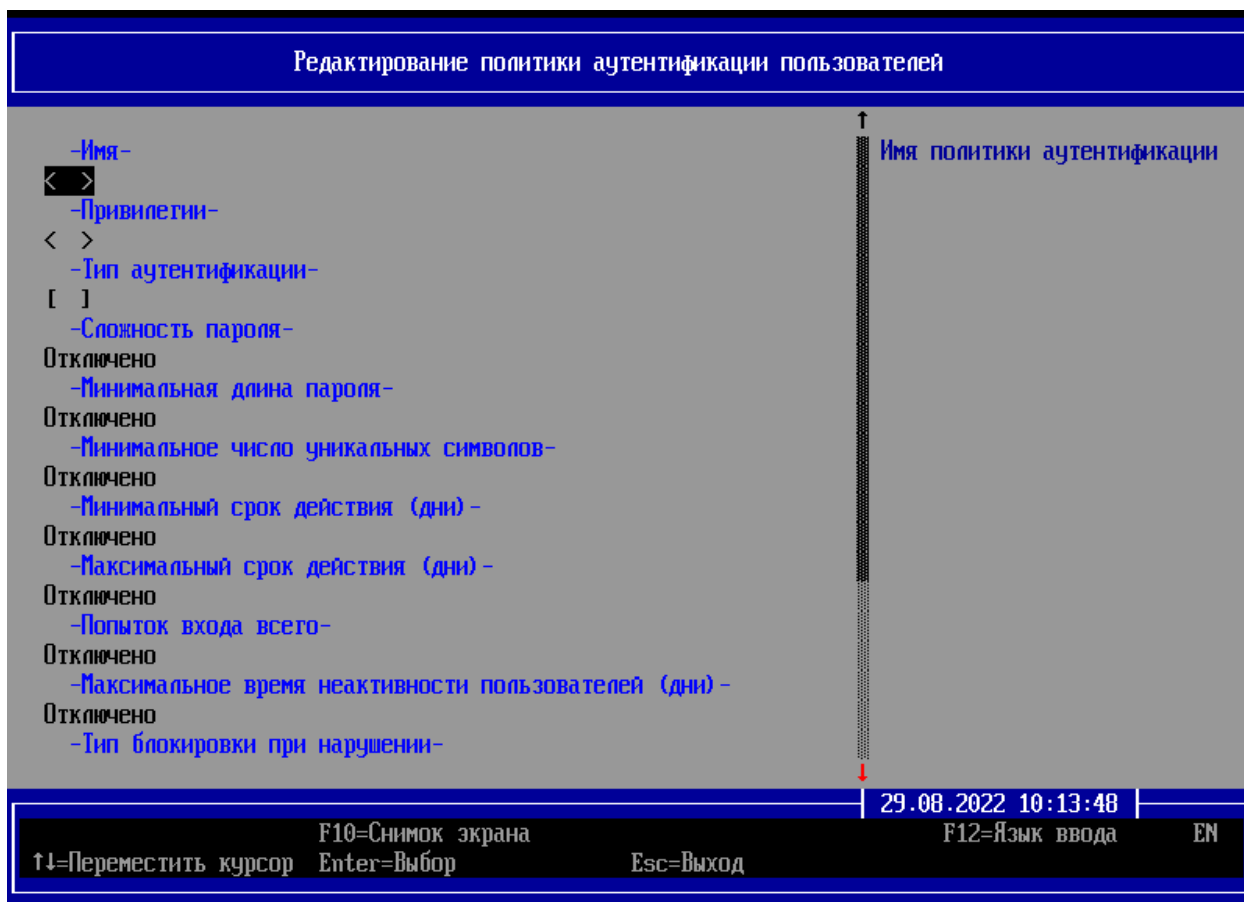 Редактирование политики аутентификации пользователей
-Имя-
Имя политики аутентификации
< >
-Привилегии-
< >
-Тип аутентификации-
[ ]
-Сложность пароля-
Отключено
-Минимальная длина пароля-
Отключено
-Минимальное число уникальных символов-
Отключено
-Минимальный срок действия (дни)-
Отключено
-Максимальный срок действия (дни)-
Отключено
-Попыток входа всего-
Отключено
-Максимальное время неактивности пользователей (дни)-
Отключено
-Тип блокировки при нарушении-
29.08.2022 10:13:48
F10=Снимок экрана F12=Язык ввода EN
↑↓=Переместить курсор Enter=Выбор Esc=Выход